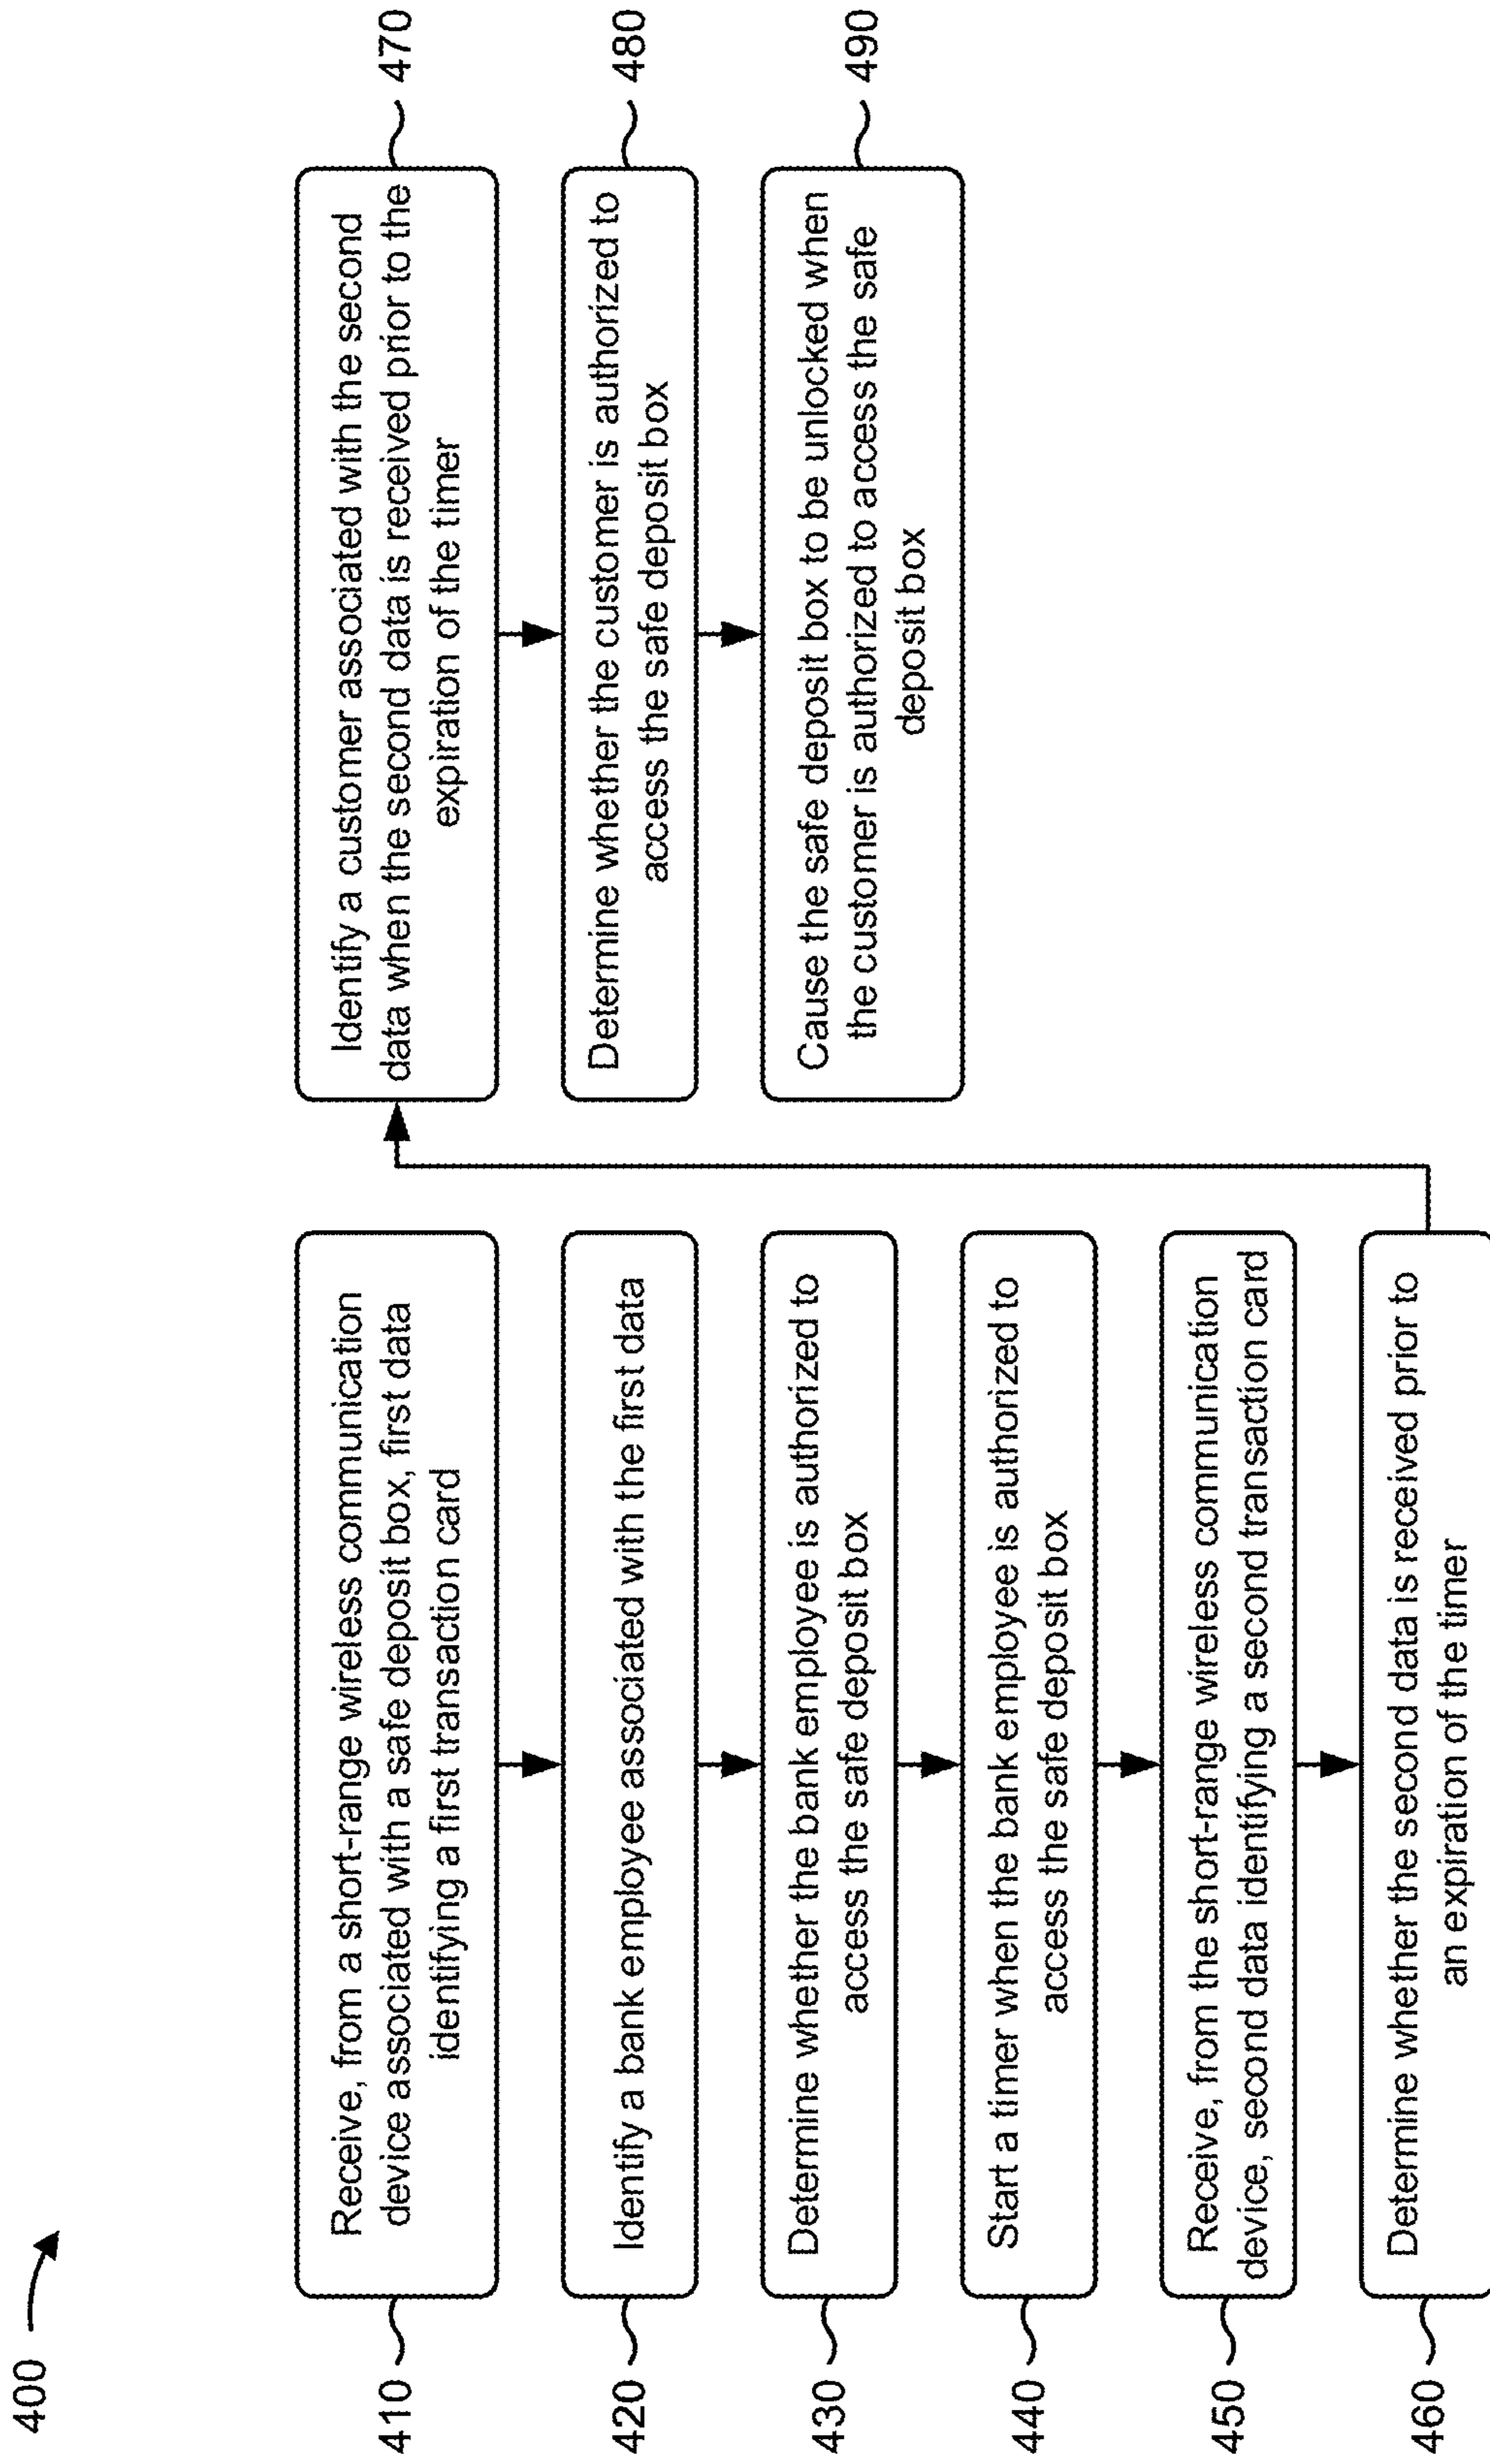 400
410
Receive, from a short-range wireless communication
device associated with a safe deposit box, first data
identifying a first transaction card
420
Identify a bank employee associated with the first data
430
Determine whether the bank employee is authorized to
access the safe deposit box
440
Start a timer when the bank employee is authorized to
access the safe deposit box
450
Receive, from the short-range wireless communication
device, second data identifying a second transaction card
460
Determine whether the second data is received prior to
an expiration of the timer
470
Identify a customer associated with the second
data when the second data is received prior to the
expiration of the timer
480
Determine whether the customer is authorized to
access the safe deposit box
490
Cause the safe deposit box to be unlocked when
the customer is authorized to access the safe
deposit box